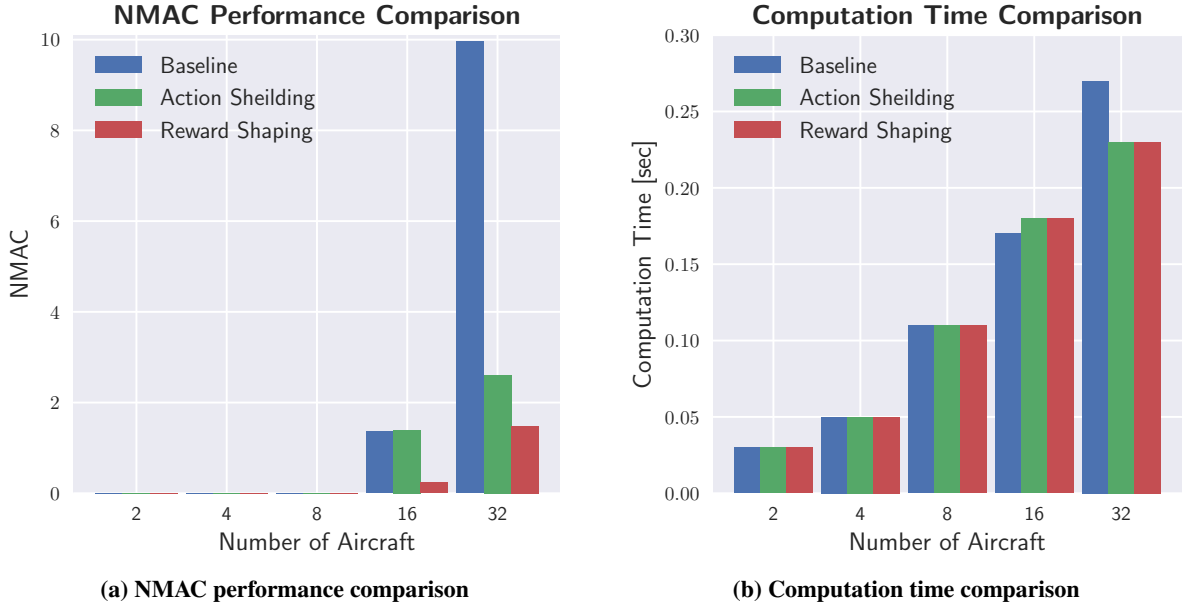 NMAC Performance Comparison
10
8
6
4
2
0
NMAC
Baseline
Action Sheilding
Reward Shaping
2 4 8 16 32
Number of Aircraft
(a) NMAC performance comparison
Computation Time Comparison
0.30
0.25
0.20
0.15
0.10
0.05
0.00
Computation Time [sec]
Baseline
Action Sheilding
Reward Shaping
2 4 8 16 32
Number of Aircraft
(b) Computation time comparison